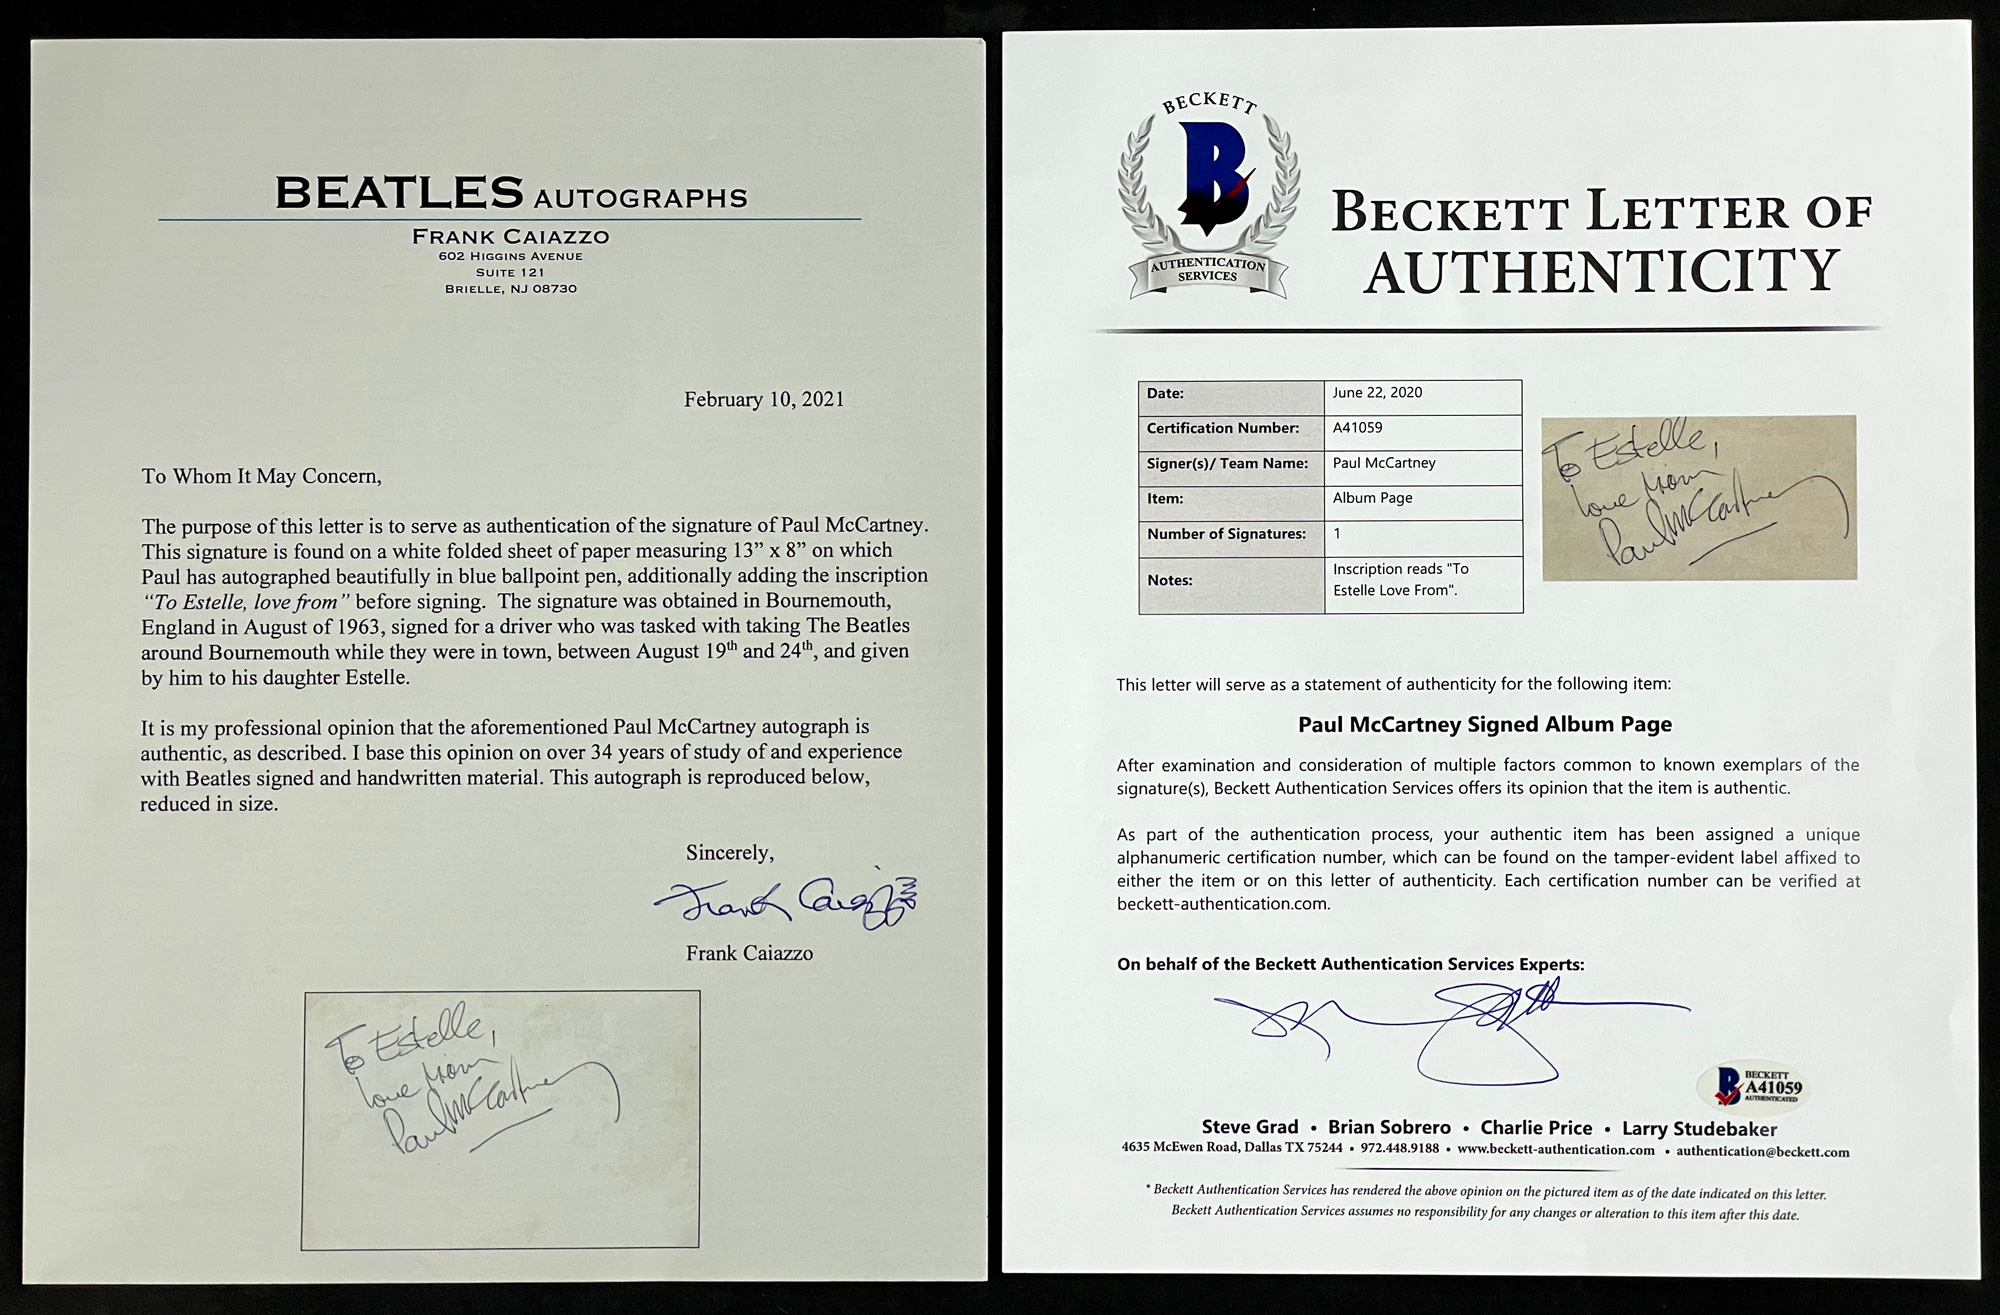 BEATLES AUTOGRAPHS
FRANK CAIAZZO
602 HIGGINS AVENUE
SUITE 121
BRIELLE, NJ 08730
February 10, 2021
To Whom It May Concern,
The purpose of this letter is to serve as authentication of the signature of Paul McCartney.
This signature is found on a white folded sheet of paper measuring 13” x 8” on which
Paul has autographed beautifully in blue ballpoint pen, additionally adding the inscription
“To Estelle, love from” before signing. The signature was obtained in Bournemouth,
England in August of 1963, signed for a driver who was tasked with taking The Beatles
around Bournemouth while they were in town, between August 19th and 24th, and given
by him to his daughter Estelle.
It is my professional opinion that the aforementioned Paul McCartney autograph is
authentic, as described. I base this opinion on over 34 years of study of and experience
with Beatles signed and handwritten material. This autograph is reproduced below,
reduced in size.
Sincerely,
Frank Caiazzo
Frank Caiazzo
To Estelle,
love from
Paul McCartney
BECKETT
B
AUTHENTICATION
SERVICES
BECKETT LETTER OF
AUTHENTICITY
Date: June 22, 2020
Certification Number: A41059
Signer(s)/ Team Name: Paul McCartney
Item: Album Page
Number of Signatures: 1
Notes: Inscription reads "To
Estelle Love From".
To Estelle,
love from
Paul McCartney
This letter will serve as a statement of authenticity for the following item:
Paul McCartney Signed Album Page
After examination and consideration of multiple factors common to known exemplars of the
signature(s), Beckett Authentication Services offers its opinion that the item is authentic.
As part of the authentication process, your authentic item has been assigned a unique
alphanumeric certification number, which can be found on the tamper-evident label affixed to
either the item or on this letter of authenticity. Each certification number can be verified at
beckett-authentication.com.
On behalf of the Beckett Authentication Services Experts:
B BECKETT
A41059
AUTHENTICATED
Steve Grad • Brian Sobrero • Charlie Price • Larry Studebaker
4635 McEwen Road, Dallas TX 75244 • 972.448.9188 • www.beckett-authentication.com • authentication@beckett.com
* Beckett Authentication Services has rendered the above opinion on the pictured item as of the date indicated on this letter.
Beckett Authentication Services assumes no responsibility for any changes or alteration to this item after this date.